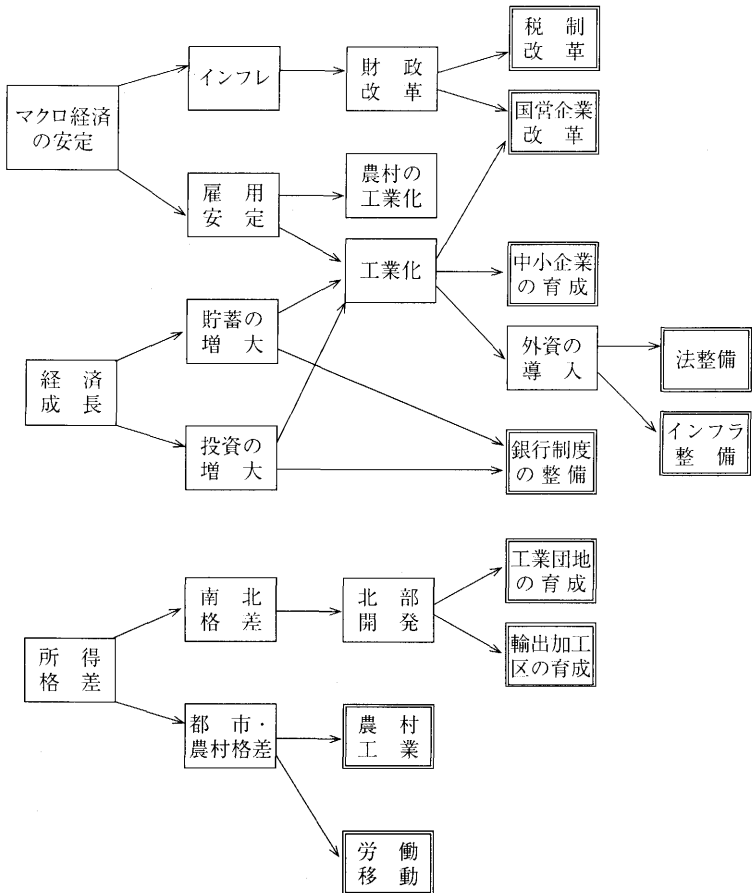 マクロ経済
の安定
インフレ
財政
改革
税制
改革
国営企業
改革
雇用
安定
農村の
工業化
工業化
中小企業
の育成
外資の
導入
法整備
インフラ
整備
経済
成長
貯蓄の
増大
投資の
増大
銀行制度
の整備
所得
格差
南北
格差
北部
開発
工業団地
の育成
輸出加工
区の育成
都市・
農村格差
農村
工業
労働
移動